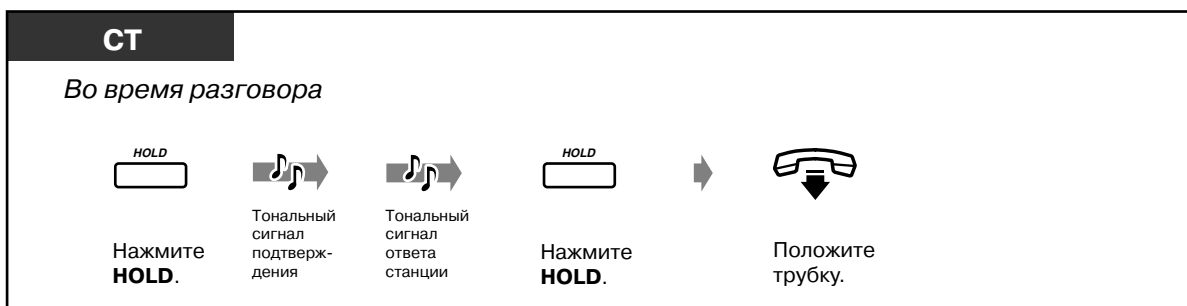 СТ
Во время разговора
HOLD
Нажмите
HOLD.
Тональный
сигнал
подтверж-
дения
Тональный
сигнал
ответа
станции
HOLD
Нажмите
HOLD.
Положите
трубку.